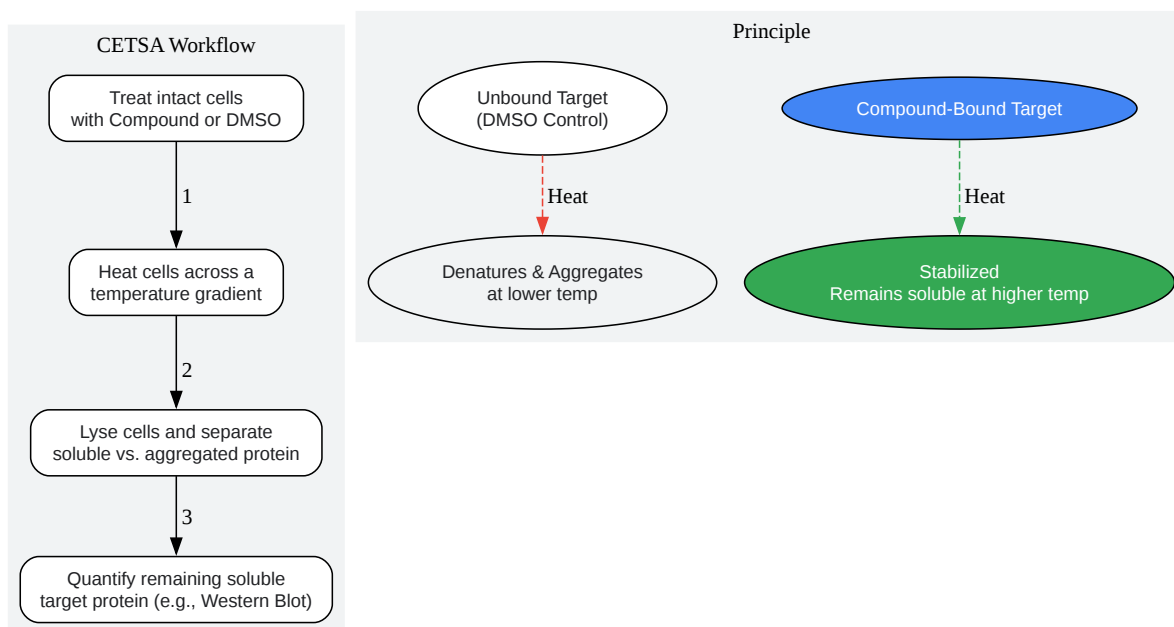 CETSA Workflow
Treat intact cells
with Compound or DMSO
1
Heat cells across a
temperature gradient
2
Lyse cells and separate
soluble vs. aggregated protein
3
Quantify remaining soluble
target protein (e.g., Western Blot)
Principle
Unbound Target
(DMSO Control)
Heat
Denatures & Aggregates
at lower temp
Compound-Bound Target
Heat
Stabilized
Remains soluble at higher temp